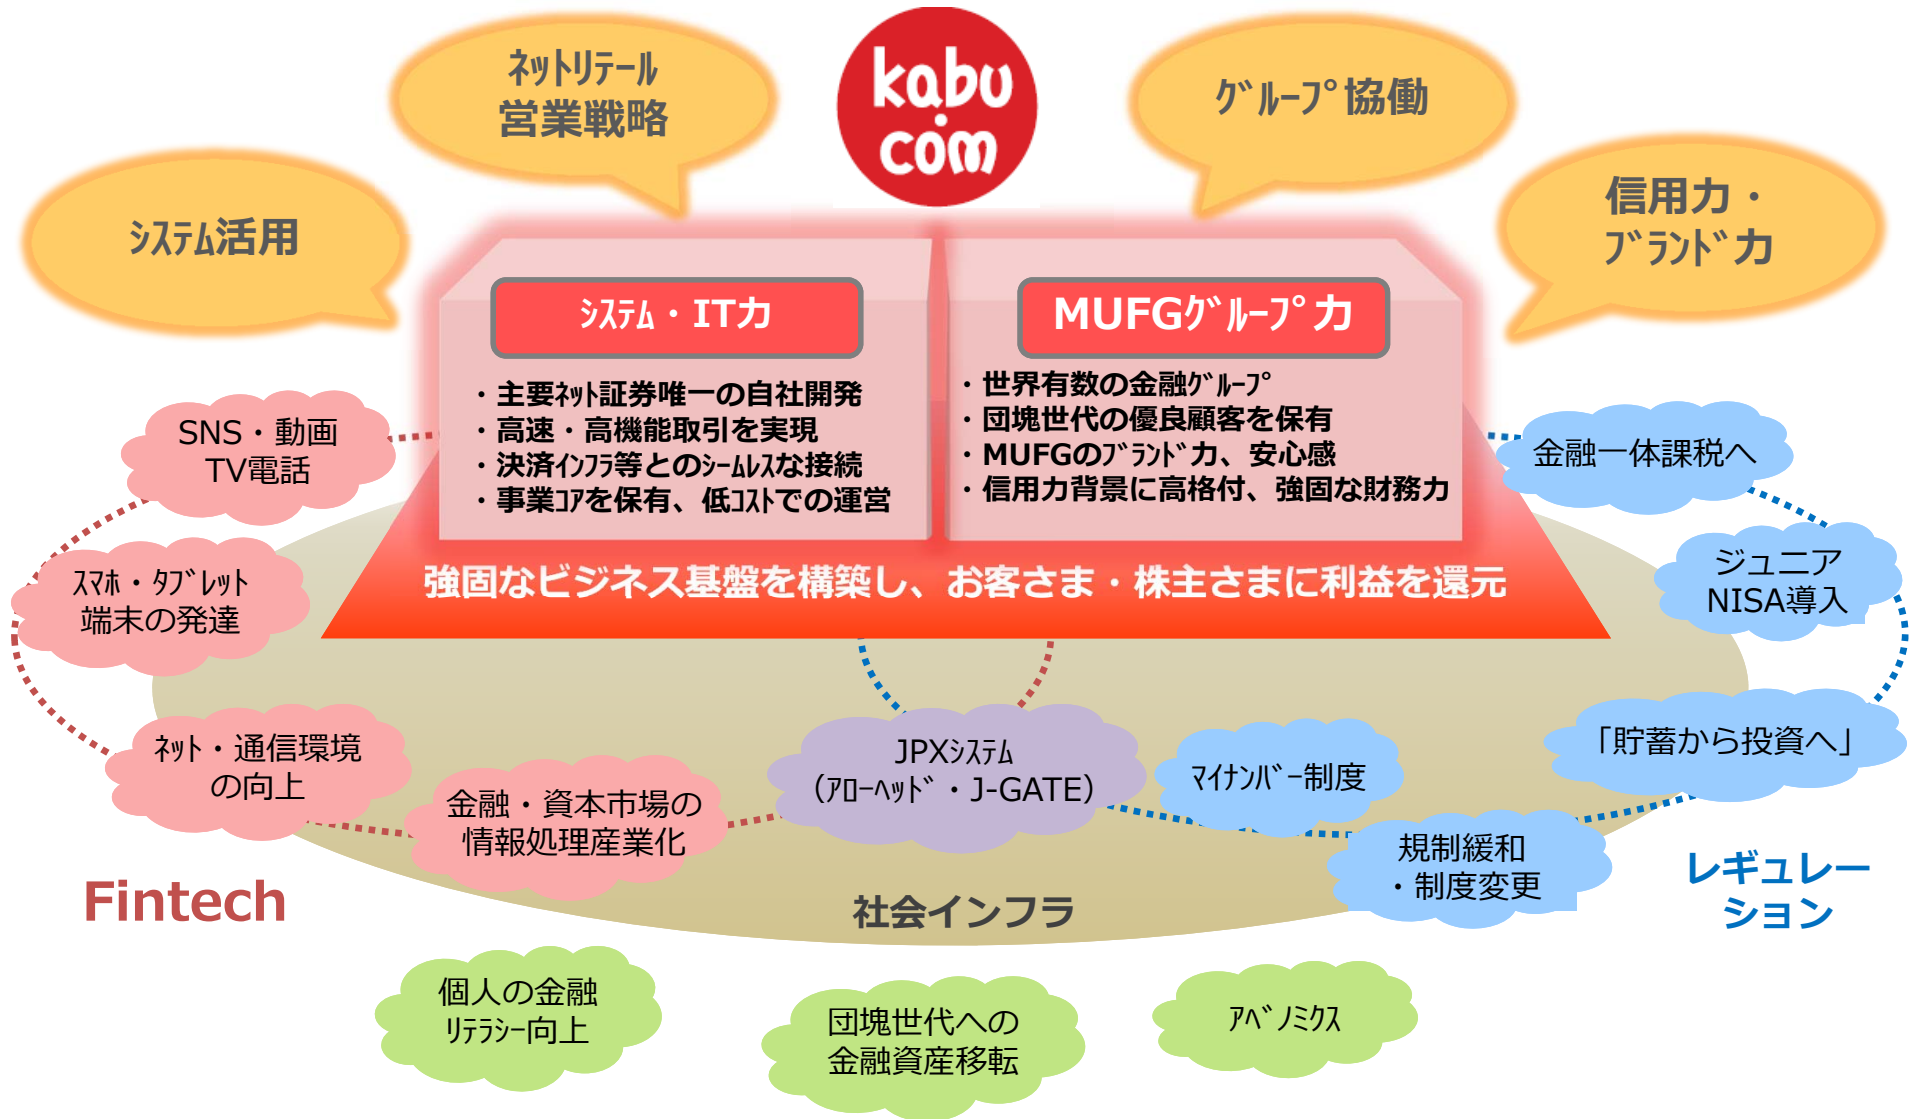 ﾈｯﾄﾘﾃｰﾙ
営業戦略
kabu
.
com
ｸﾞﾙｰﾌﾟ協働
ｼｽﾃﾑ活用
信用力・
ﾌﾞﾗﾝﾄﾞ力
ｼｽﾃﾑ・IT力
・主要ﾈｯﾄ証券唯一の自社開発
・高速・高機能取引を実現
・決済ｲﾝﾌﾗ等とのｼｰﾑﾚｽな接続
・事業ｺｱを保有、低ｺｽﾄでの運営
MUFGｸﾞﾙｰﾌﾟ力
・世界有数の金融ｸﾞﾙｰﾌﾟ
・団塊世代の優良顧客を保有
・MUFGのﾌﾞﾗﾝﾄﾞ力、安心感
・信用力背景に高格付、強固な財務力
強固なビジネス基盤を構築し、お客さま・株主さまに利益を還元
SNS・動画
TV電話
ｽﾏﾎ・ﾀﾌﾞﾚｯﾄ
端末の発達
ﾈｯﾄ・通信環境
の向上
金融・資本市場の
情報処理産業化
JPXｼｽﾃﾑ
（ｱﾛｰﾍｯﾄﾞ・J-GATE）
ﾏｲﾅﾝﾊﾞｰ制度
規制緩和
・制度変更
「貯蓄から投資へ」
ジュニア
NISA導入
金融一体課税へ
Fintech
社会インフラ
レギュレー
ション
個人の金融
ﾘﾃﾗｼｰ向上
団塊世代への
金融資産移転
ｱﾍﾞﾉﾐｸｽ